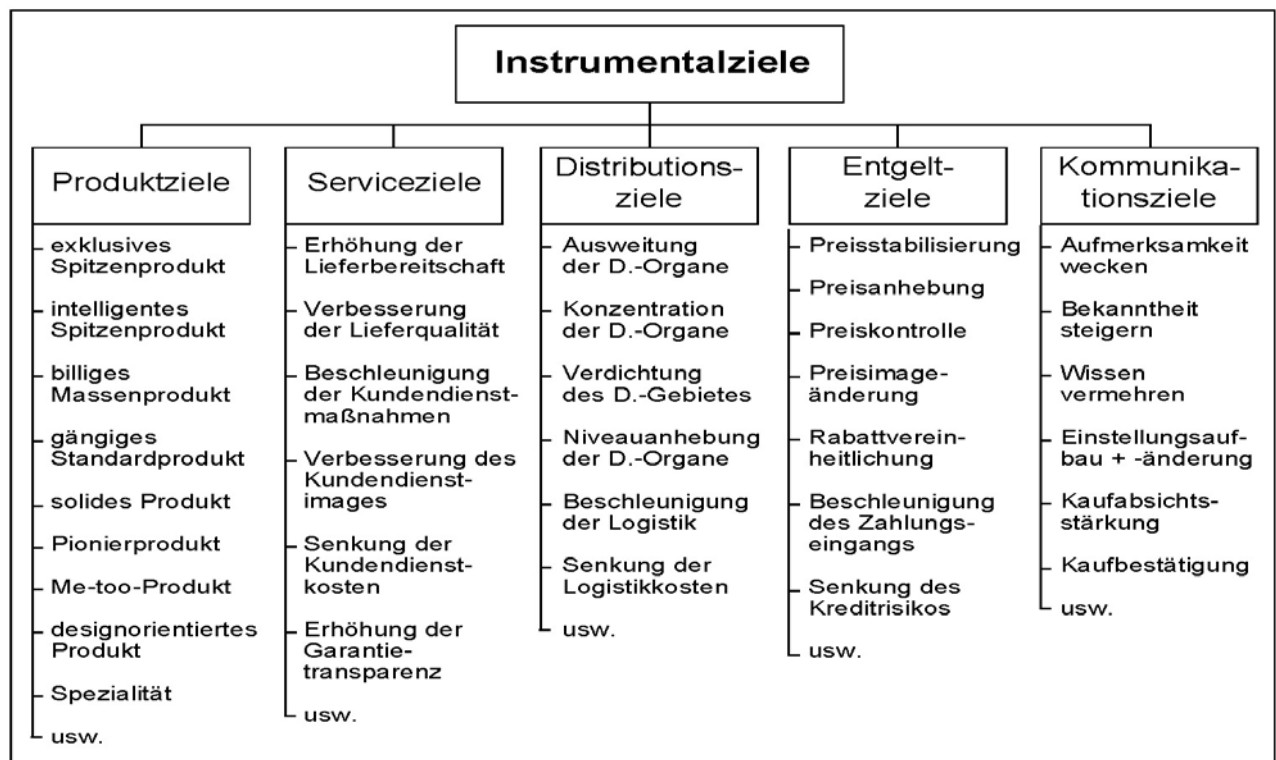 Instrumentalziele
Produktziele
exklusives
Spitzenprodukt
intelligentes
Spitzenprodukt
billiges
Massenprodukt
gängiges
Standardprodukt
solides Produkt
Pionierprodukt
Me-too-Produkt
designorientiertes
Produkt
Spezialität
usw.
Serviceziele
Erhöhung der
Lieferbereitschaft
Verbesserung
der Lieferqualität
Beschleunigung
der Kundendienst-
maßnahmen
Verbesserung des
Kundendienst-
images
Senkung der
Kundendienst-
kosten
Erhöhung der
Garantie-
transparenz
usw.
Distributions-
ziele
Ausweitung
der D.-Organe
Konzentration
der D.-Organe
Verdichtung
des D.-Gebietes
Niveauanhebung
der D.-Organe
Beschleunigung
der Logistik
Senkung der
Logistikkosten
usw.
Entgelt-
ziele
Preisstabilisierung
Preisanhebung
Preiskontrolle
Preisimage-
änderung
Rabattverein-
heitlichung
Beschleunigung
des Zahlungs-
eingangs
Senkung des
Kreditrisikos
usw.
Kommunika-
tionsziele
Aufmerksamkeit
wecken
Bekanntheit
steigern
Wissen
vermehren
Einstellungsauf-
bau + -änderung
Kaufabsichts-
stärkung
Kaufbestätigung
usw.